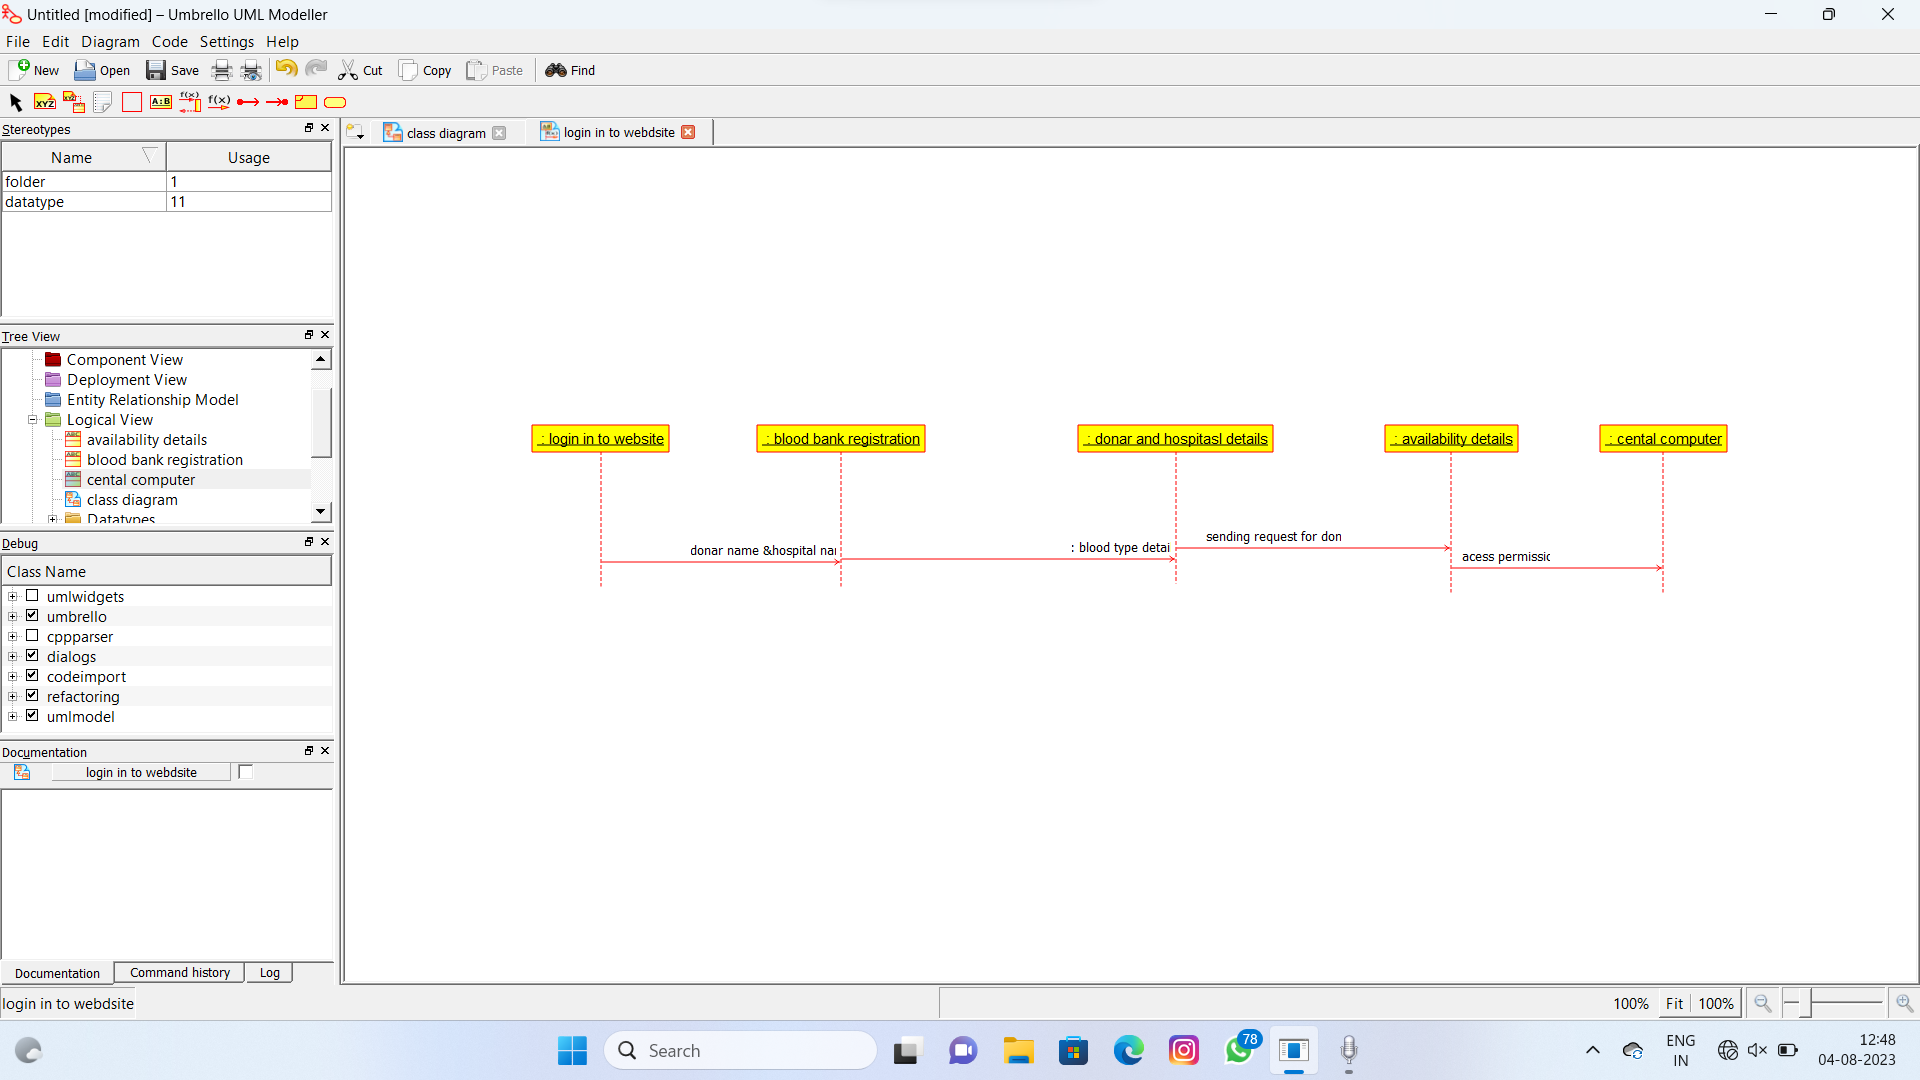 Untitled [modified] – Umbrello UML Modeller
File Edit Diagram Code Settings Help
New Open Save Cut Copy Paste Find
XYZ XYZ A:B f(x) f(x)
Stereotypes
class diagram login in to webdsite
Name Usage
folder 1
datatype 11
Tree View
Component View
Deployment View
Entity Relationship Model
Logical View
availability details
blood bank registration
cental computer
class diagram
Datatypes
: login in to website : blood bank registration : donar and hospitasl details : availability details : cental computer
donar name &hospital nar : blood type detai sending request for don acess permissic
Debug
Class Name
umlwidgets
umbrello
cppparser
dialogs
codeimport
refactoring
umlmodel
Documentation
login in to webdsite
Documentation Command history Log
login in to webdsite 100% Fit 100%
Search 78 ENG
IN 12:48
04-08-2023